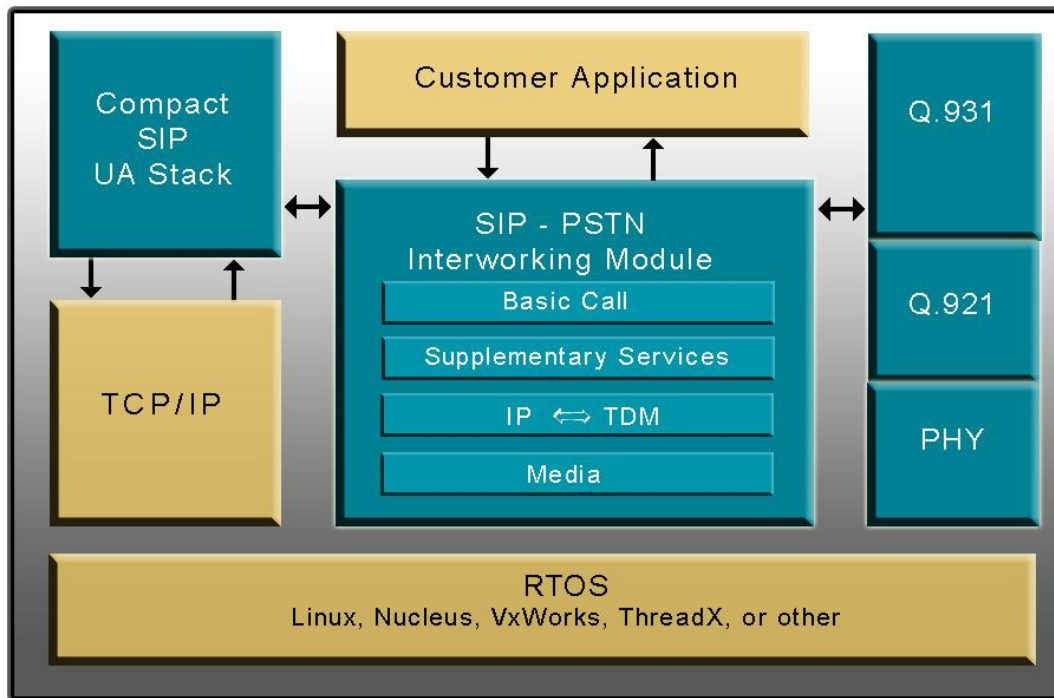 Compact
SIP
UA Stack
Customer Application
Q.931
SIP - PSTN
Interworking Module
Basic Call
Supplementary Services
IP ⇔ TDM
Media
Q.921
TCP/IP
PHY
RTOS
Linux, Nucleus, VxWorks, ThreadX, or other